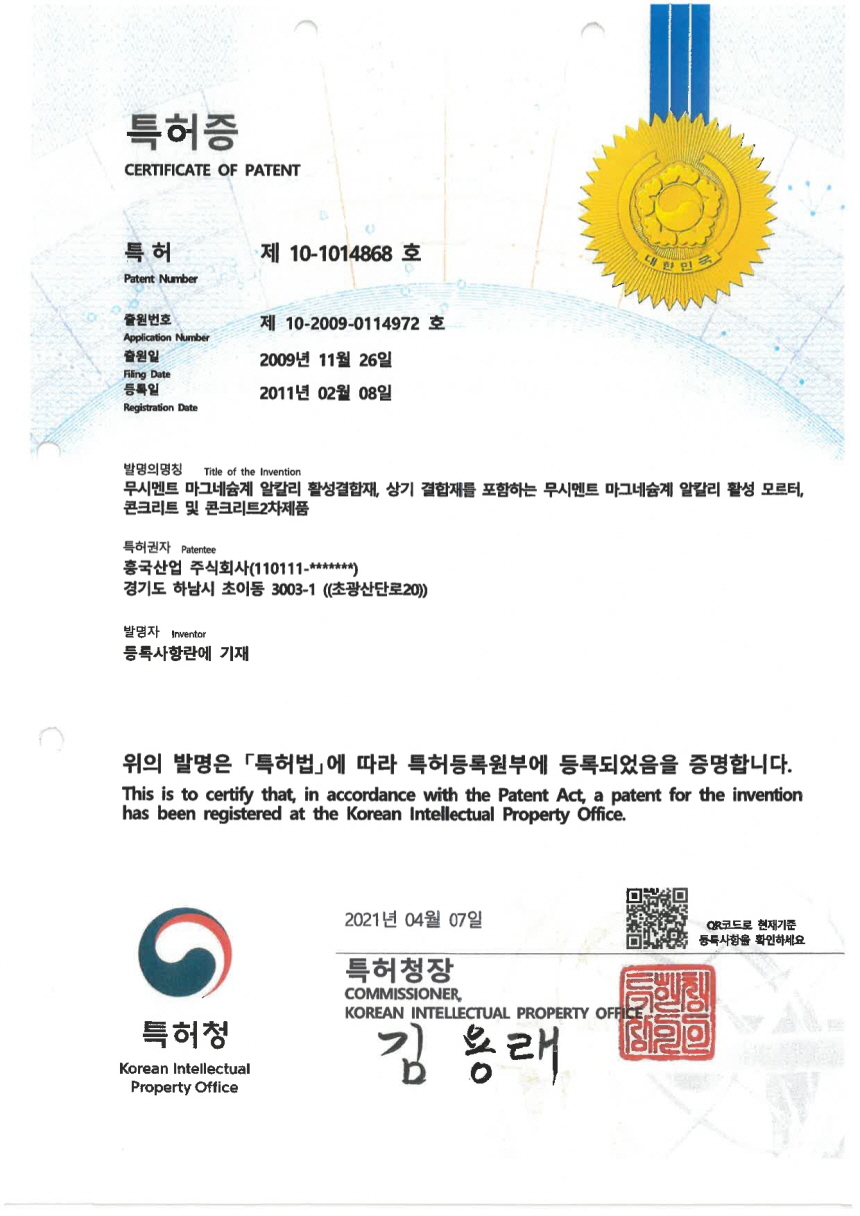 특허증
CERTIFICATE OF PATENT
대한민국
특 허 제 10-1014868 호
Patent Number
출원번호 제 10-2009-0114972 호
Application Number
출원일 2009년 11월 26일
Filing Date
등록일 2011년 02월 08일
Registration Date
발명의명칭 Title of the Invention
무시멘트 마그네슘계 알칼리 활성결합재, 상기 결합재를 포함하는 무시멘트 마그네슘계 알칼리 활성 모르터,
콘크리트 및 콘크리트2차제품
특허권자 Patentee
흥국산업 주식회사(110111-*******)
경기도 하남시 초이동 3003-1 ((초광산단로20))
발명자 Inventor
등록사항란에 기재
위의 발명은 「특허법」에 따라 특허등록원부에 등록되었음을 증명합니다.
This is to certify that, in accordance with the Patent Act, a patent for the invention
has been registered at the Korean Intellectual Property Office.
2021년 04월 07일
QR코드로 현재기준
등록사항을 확인하세요
특허청장
COMMISSIONER,
KOREAN INTELLECTUAL PROPERTY OFFICE
김용래
특허청
Korean Intellectual
Property Office